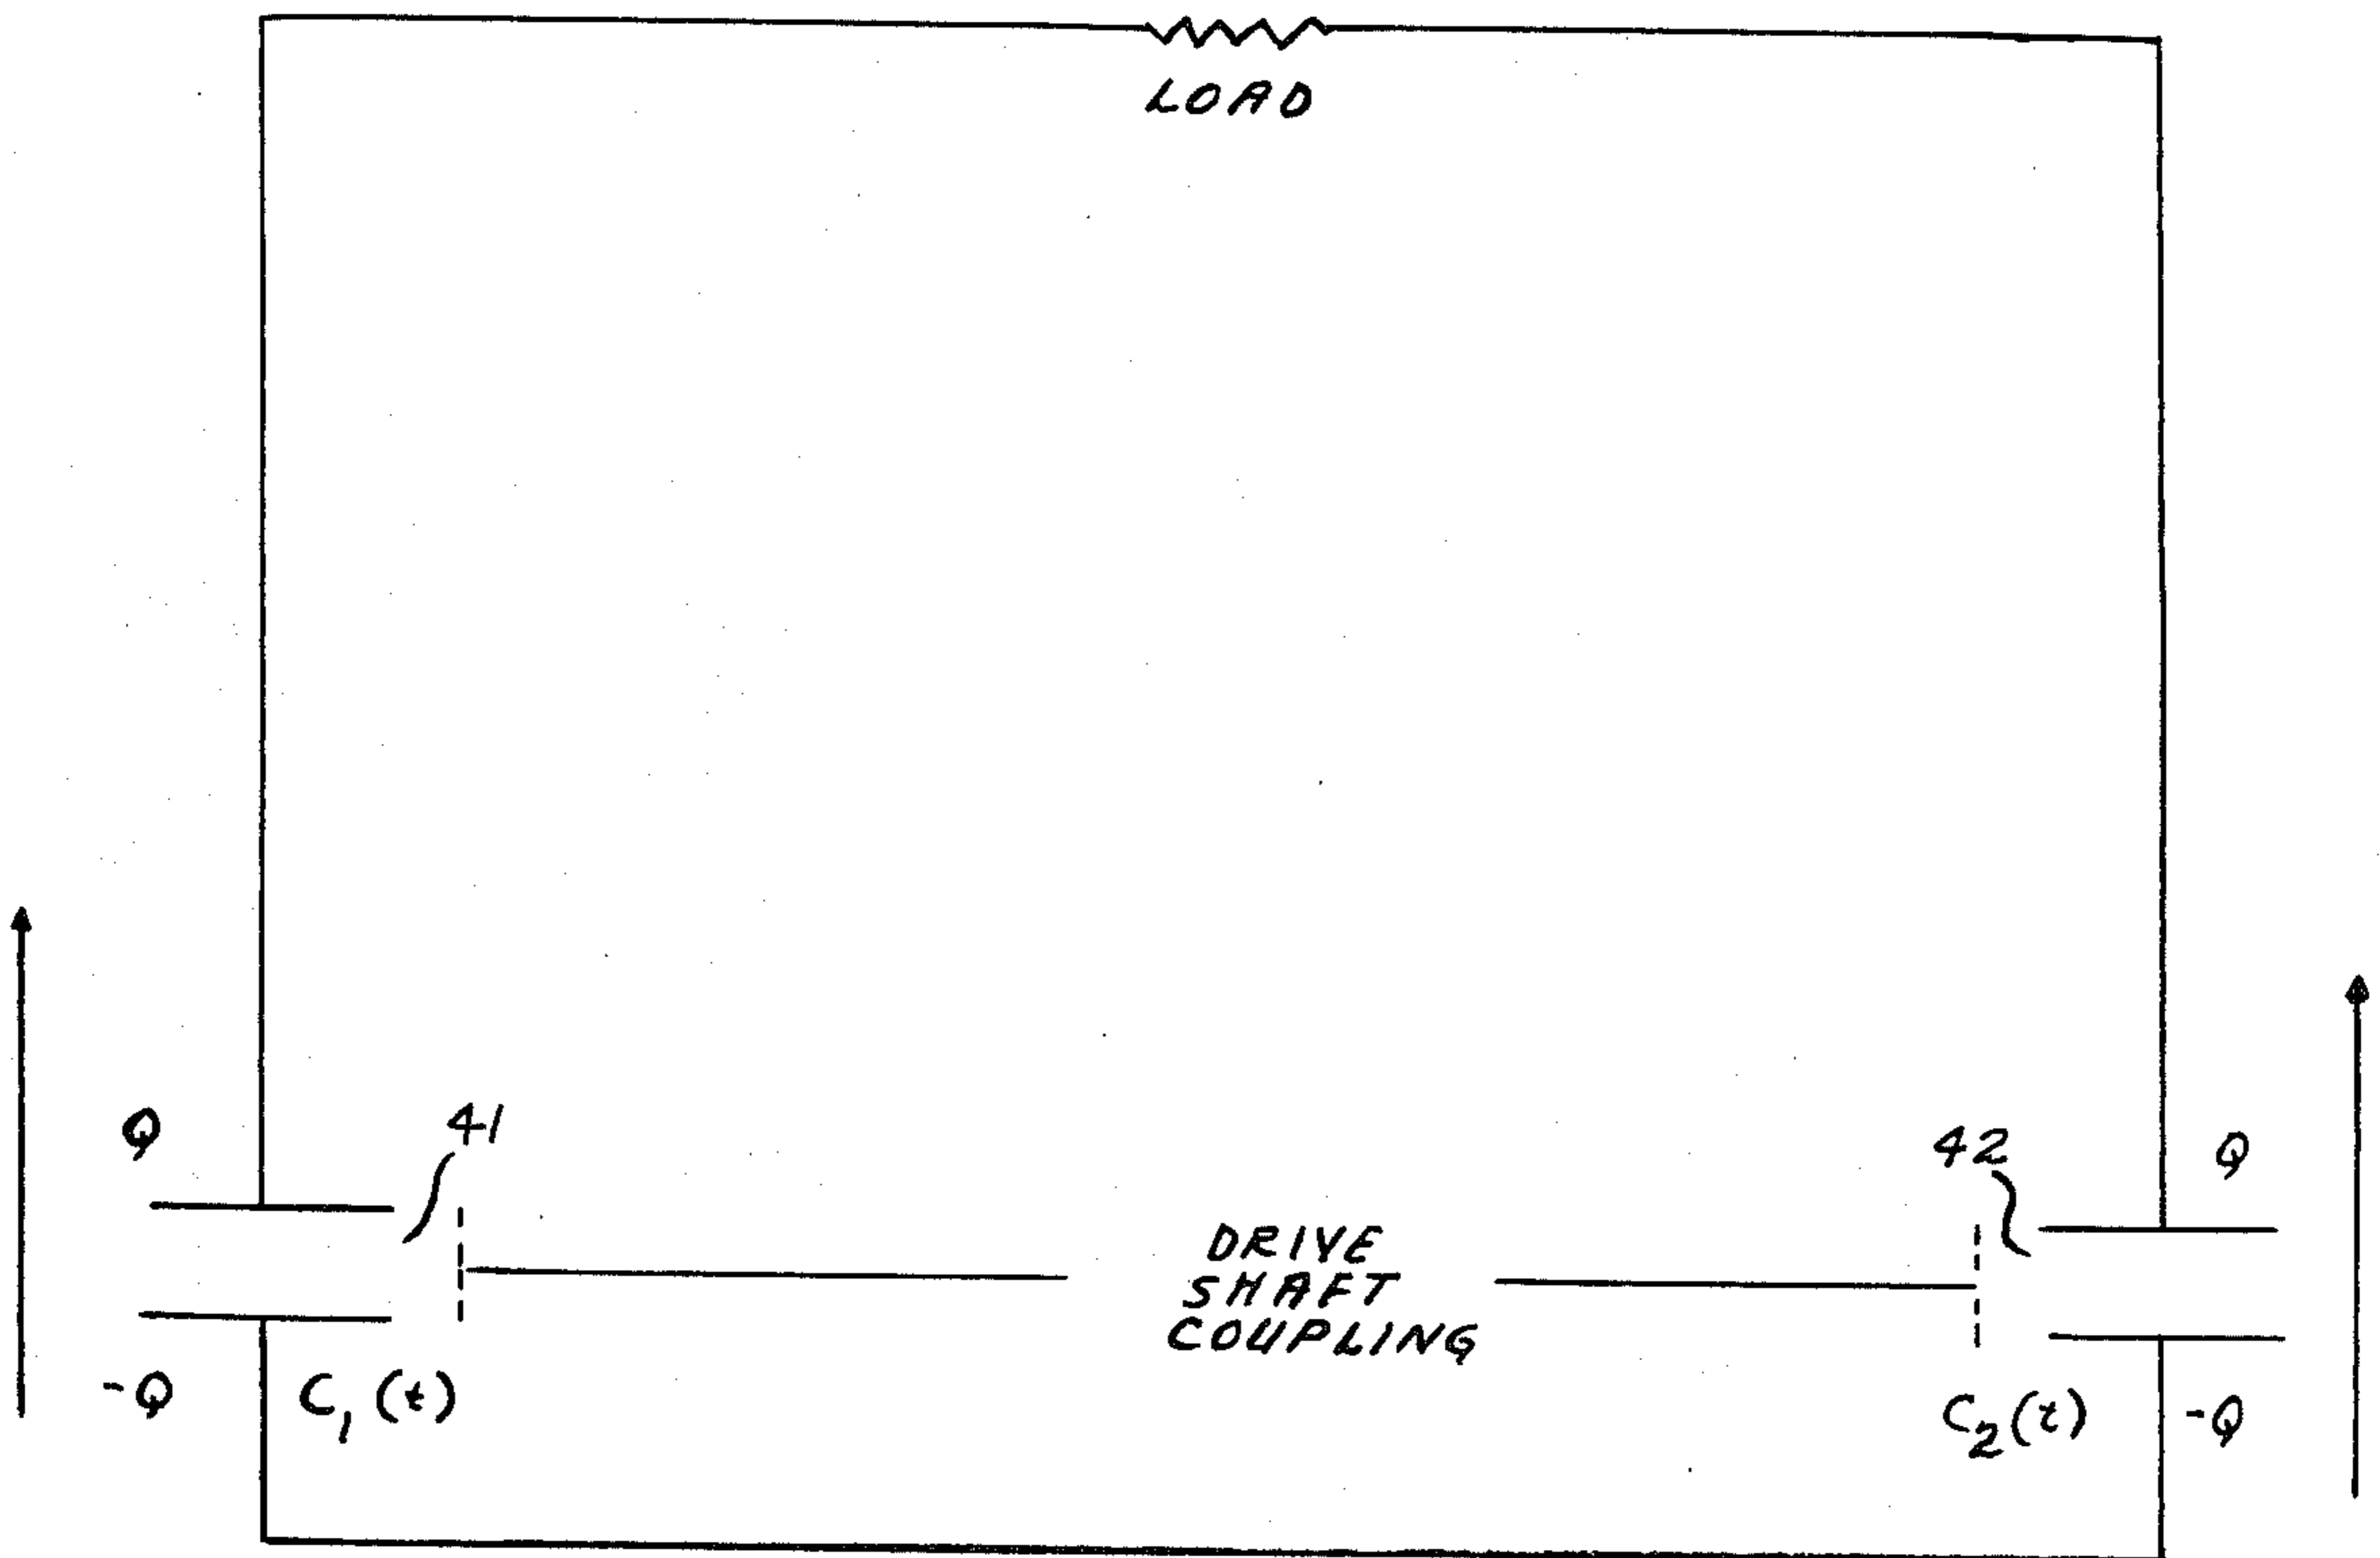 LOAD
Q
41
42
Q
DRIVE
SHAFT
COUPLING
-Q
C₁(t)
C₂(t)
-Q